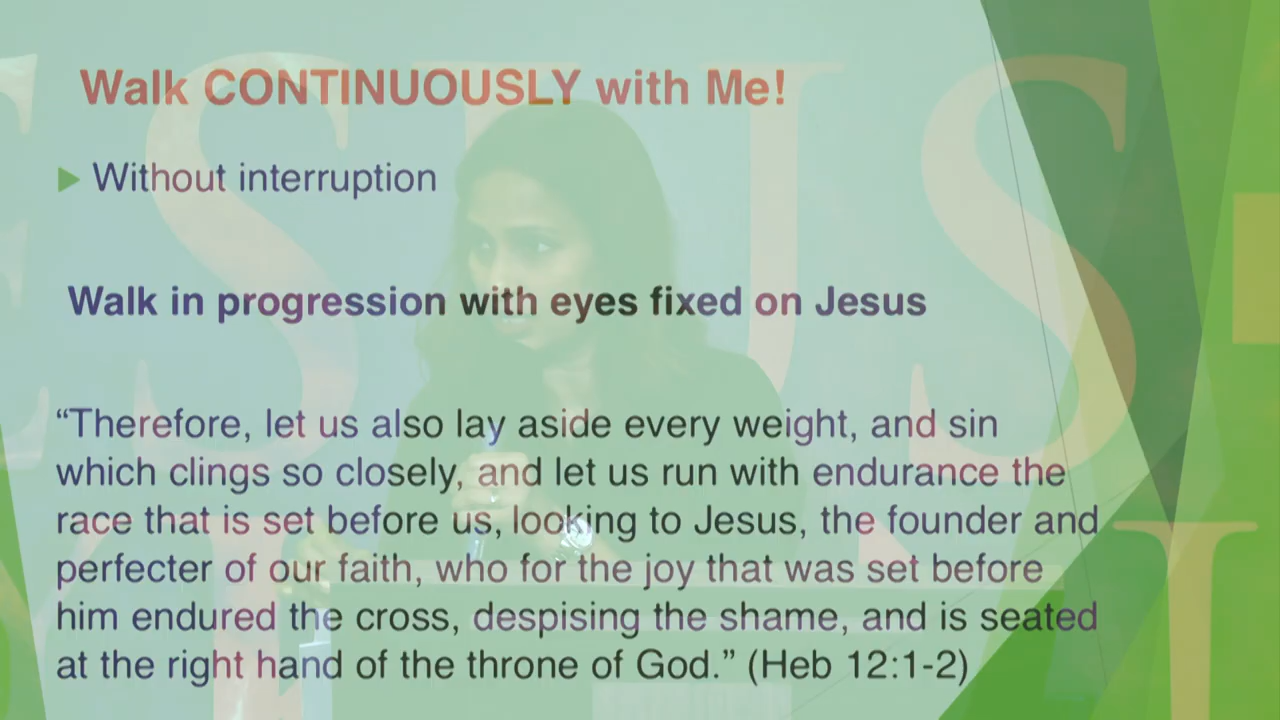 Walk CONTINUOUSLY with Me!
Without interruption
Walk in progression with eyes fixed on Jesus
“Therefore, let us also lay aside every weight, and sin
which clings so closely, and let us run with endurance the
race that is set before us, looking to Jesus, the founder and
perfecter of our faith, who for the joy that was set before
him endured the cross, despising the shame, and is seated
at the right hand of the throne of God.” (Heb 12:1-2)